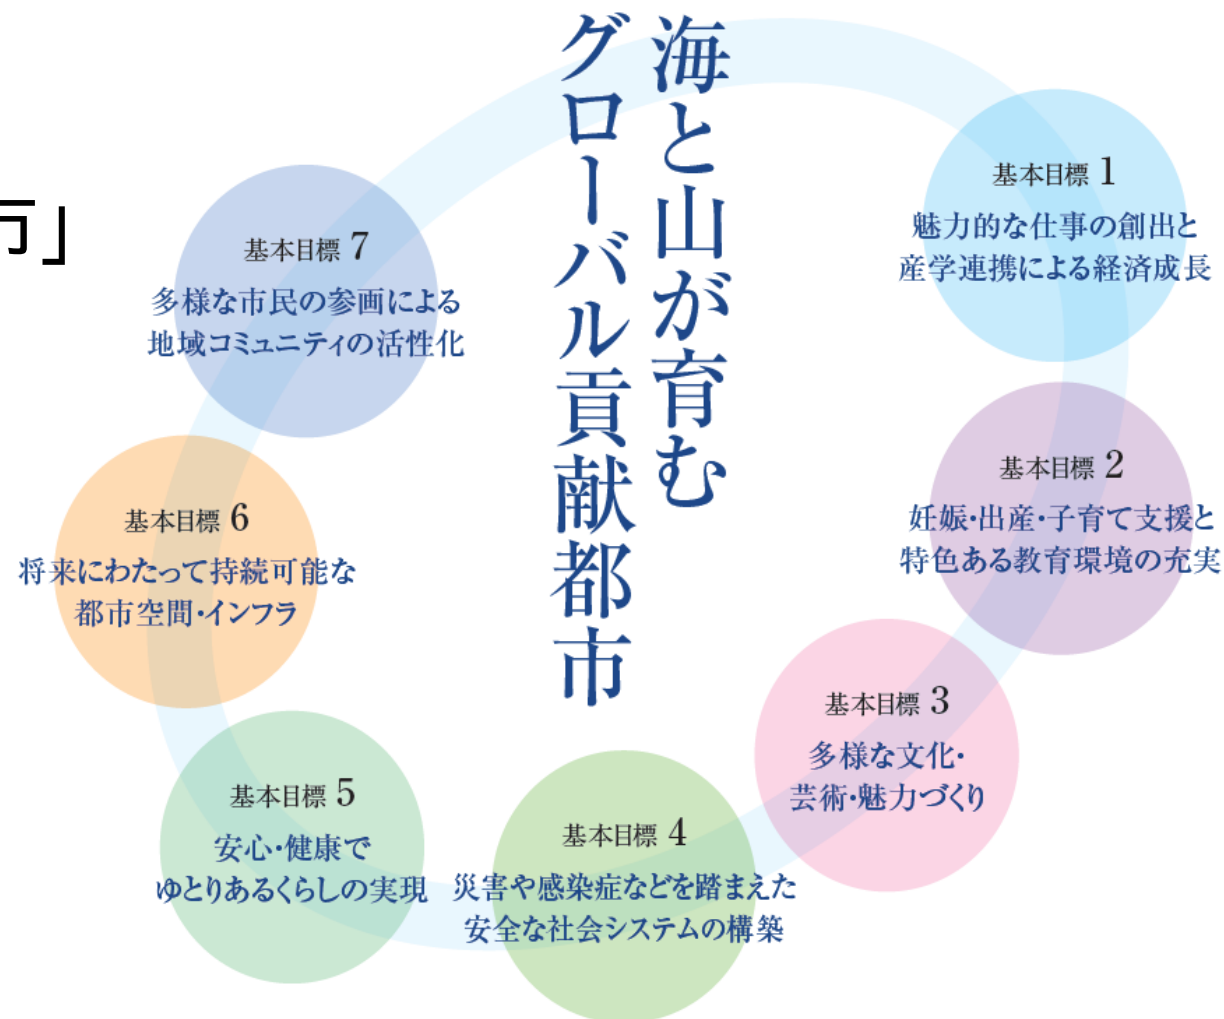 海と山が育む
グローバル貢献都市
基本目標 1
魅力的な仕事の創出と
産学連携による経済成長
基本目標 2
妊娠・出産・子育て支援と
特色ある教育環境の充実
基本目標 3
多様な文化・
芸術・魅力づくり
基本目標 4
災害や感染症などを踏まえた
安全な社会システムの構築
基本目標 5
安心・健康で
ゆとりあるくらしの実現
基本目標 6
将来にわたって持続可能な
都市空間・インフラ
基本目標 7
多様な市民の参画による
地域コミュニティの活性化